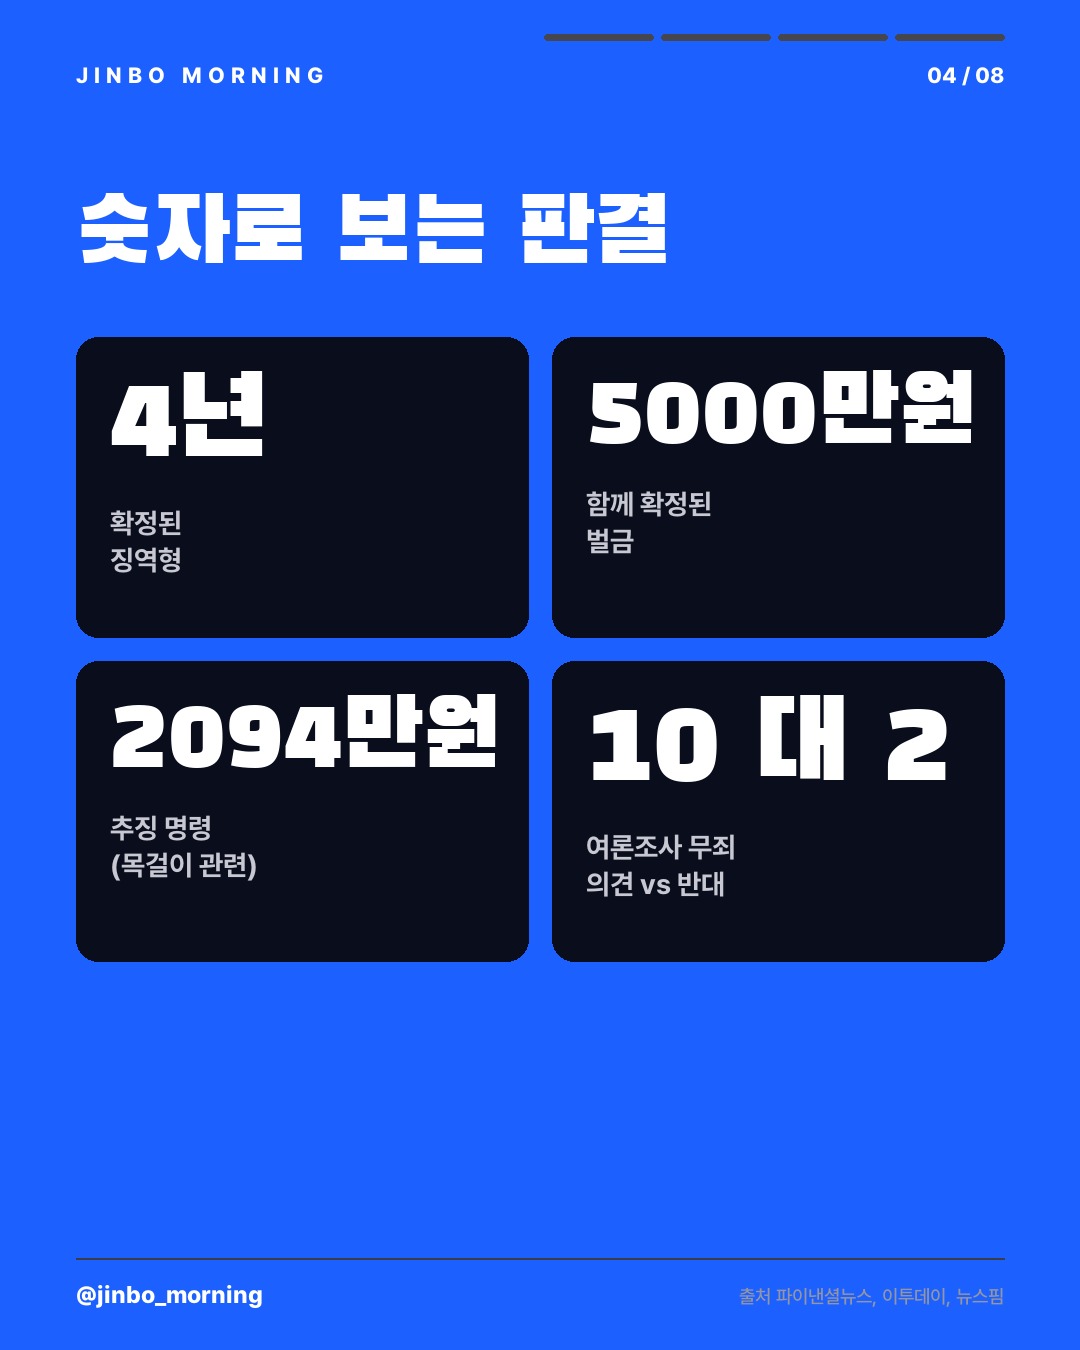 JINBO MORNING
04 / 08
숫자로 보는 판결
4년
확정된
징역형
5000만원
함께 확정된
벌금
2094만원
추징 명령
(목걸이 관련)
10 대 2
여론조사 무죄
의견 vs 반대
@jinbo_morning
출처 파이낸셜뉴스, 이투데이, 뉴스핌